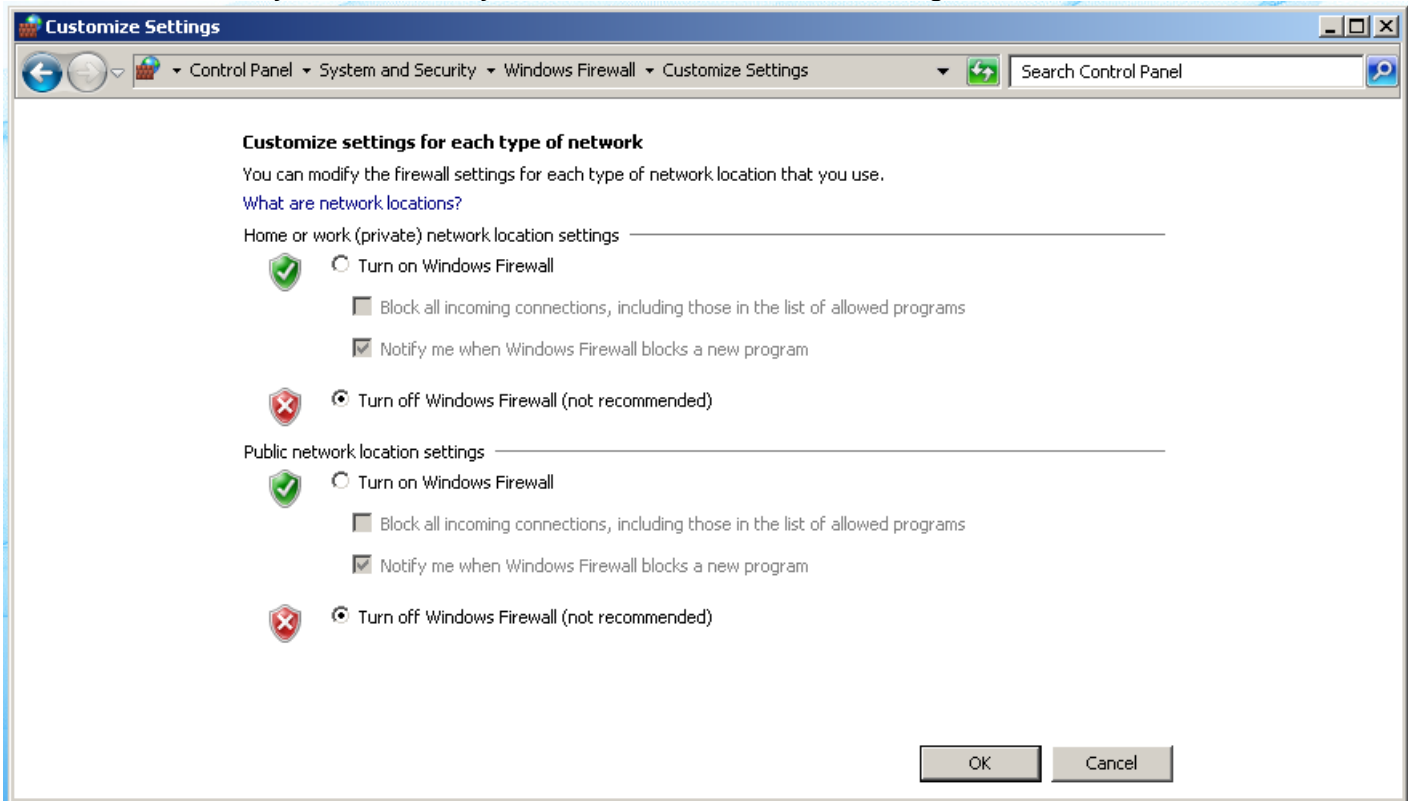 Customize Settings
Control Panel System and Security Windows Firewall Customize Settings
Search Control Panel
Customize settings for each type of network
You can modify the firewall settings for each type of network location that you use.
What are network locations?
Home or work (private) network location settings
Turn on Windows Firewall
Block all incoming connections, including those in the list of allowed programs
Notify me when Windows Firewall blocks a new program
Turn off Windows Firewall (not recommended)
Public network location settings
Turn on Windows Firewall
Block all incoming connections, including those in the list of allowed programs
Notify me when Windows Firewall blocks a new program
Turn off Windows Firewall (not recommended)
OK Cancel